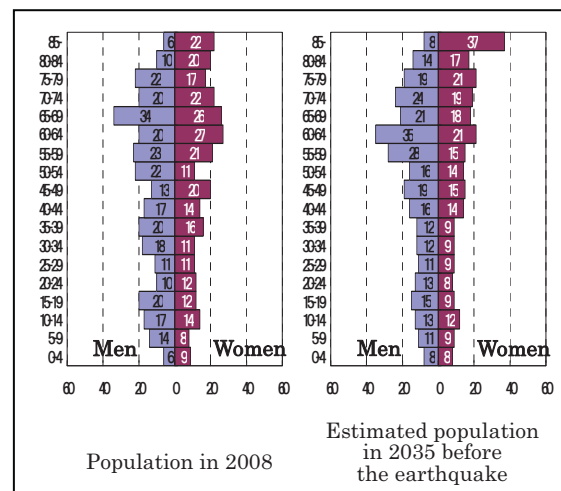 85- 6 22
80-84 10 20
75-79 22 17
70-74 20 22
65-69 34 26
60-64 20 27
55-59 23 21
50-54 22 11
45-49 13 20
40-44 17 14
35-39 20 16
30-34 18 11
25-29 11 11
20-24 10 12
15-19 20 12
10-14 17 14
5-9 14 8
0-4 6 9
Men Women
60 40 20 0 20 40 60
Population in 2008
85- 8 37
80-84 14 17
75-79 19 21
70-74 24 19
65-69 21 18
60-64 35 21
55-59 28 15
50-54 16 14
45-49 19 15
40-44 16 14
35-39 12 9
30-34 12 9
25-29 11 9
20-24 13 8
15-19 15 9
10-14 13 12
5-9 11 9
0-4 8 8
Men Women
60 40 20 0 20 40 60
Estimated population
in 2035 before
the earthquake